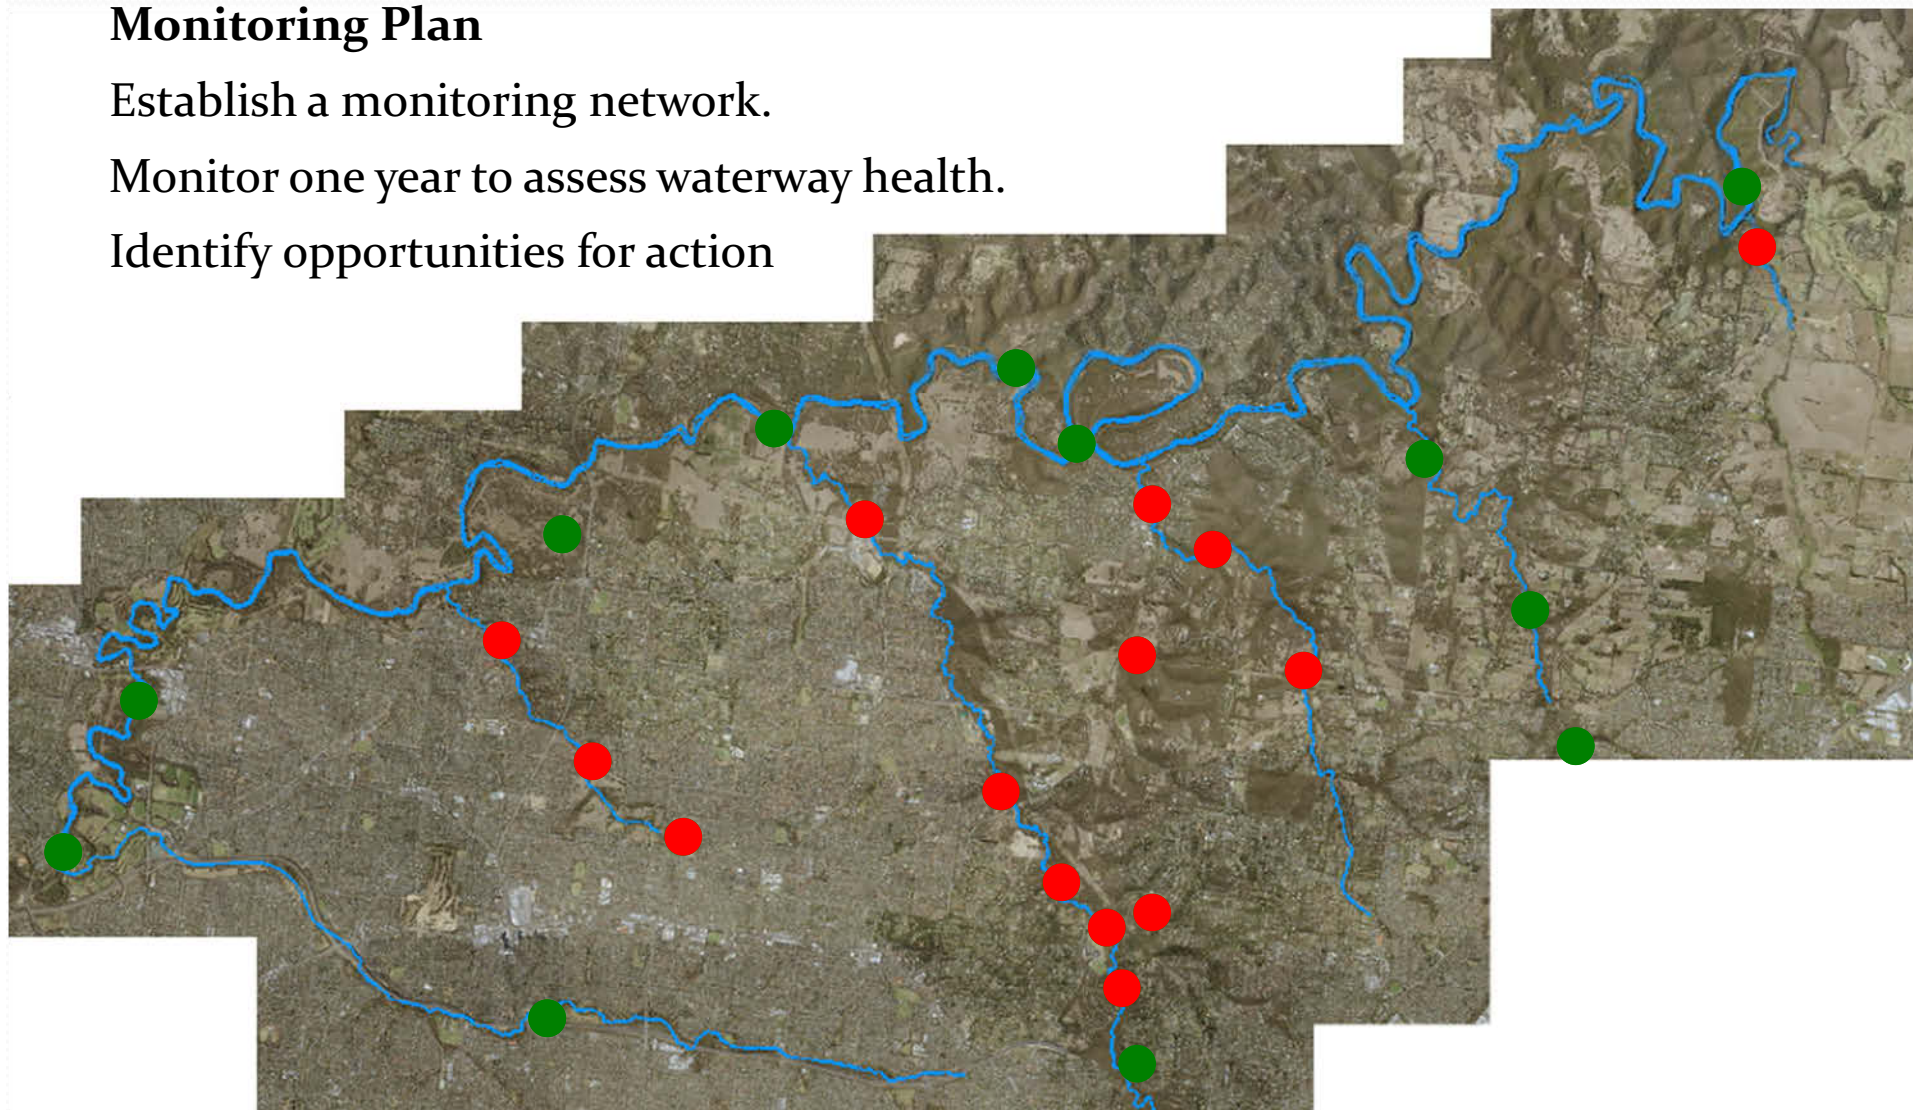 Monitoring Plan
Establish a monitoring network.
Monitor one year to assess waterway health.
Identify opportunities for action